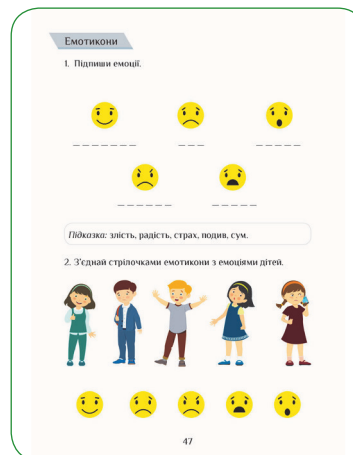 Емотикони
1. Підпиши емоції.
_ _ _ _ _ _ _ _ _ _ _ _ _ _ _
_ _ _ _ _ _ _ _ _ _ _
Підказка: злість, радість, страх, подив, сум.
2. З'єднай стрілочками емотикони з емоціями дітей.
47